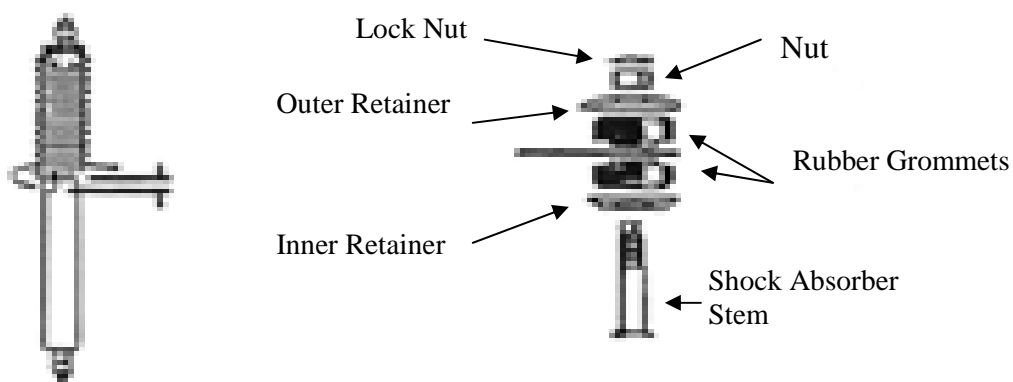 Lock Nut
Nut
Outer Retainer
Rubber Grommets
Inner Retainer
Shock Absorber
Stem